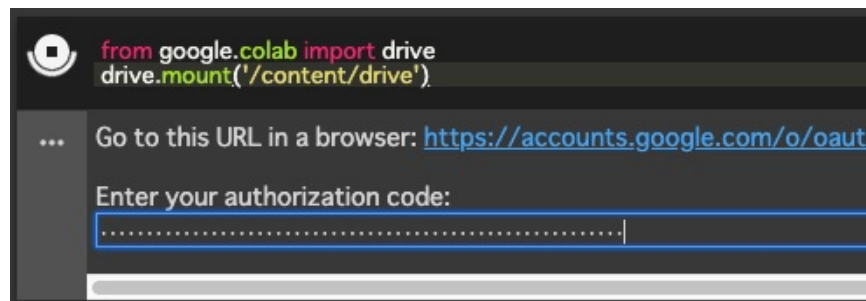 from google.colab import drive
drive.mount('/content/drive')
Go to this URL in a browser: https://accounts.google.com/o/oaut
Enter your authorization code: